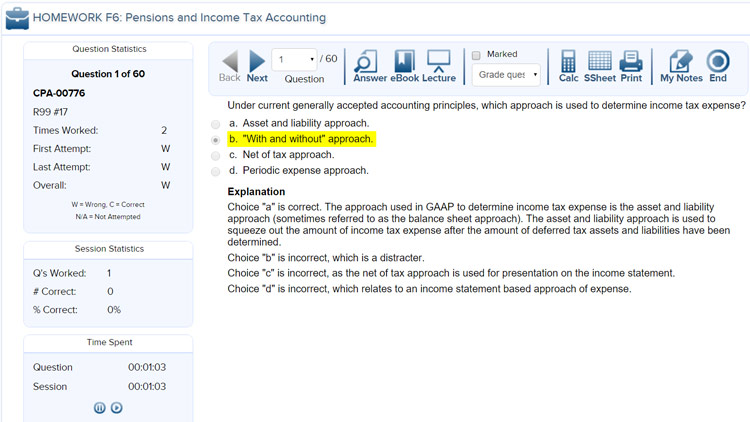 HOMEWORK F6: Pensions and Income Tax Accounting
Question Statistics
Question 1 of 60
CPA-00776
R99 #17
Times Worked: 2
First Attempt: W
Last Attempt: W
Overall: W
W = Wrong, C = Correct
N/A = Not Attempted
Session Statistics
Q's Worked: 1
# Correct: 0
% Correct: 0%
Time Spent
Question 00:01:03
Session 00:01:03
Back Next
1 / 60
Question
Answer eBook Lecture
Marked
Grade ques
Calc SSheet Print
My Notes End
Under current generally accepted accounting principles, which approach is used to determine income tax expense?
a. Asset and liability approach.
b. "With and without" approach.
c. Net of tax approach.
d. Periodic expense approach.
Explanation
Choice "a" is correct. The approach used in GAAP to determine income tax expense is the asset and liability
approach (sometimes referred to as the balance sheet approach). The asset and liability approach is used to
squeeze out the amount of income tax expense after the amount of deferred tax assets and liabilities have been
determined.
Choice "b" is incorrect, which is a distracter.
Choice "c" is incorrect, as the net of tax approach is used for presentation on the income statement.
Choice "d" is incorrect, which relates to an income statement based approach of expense.